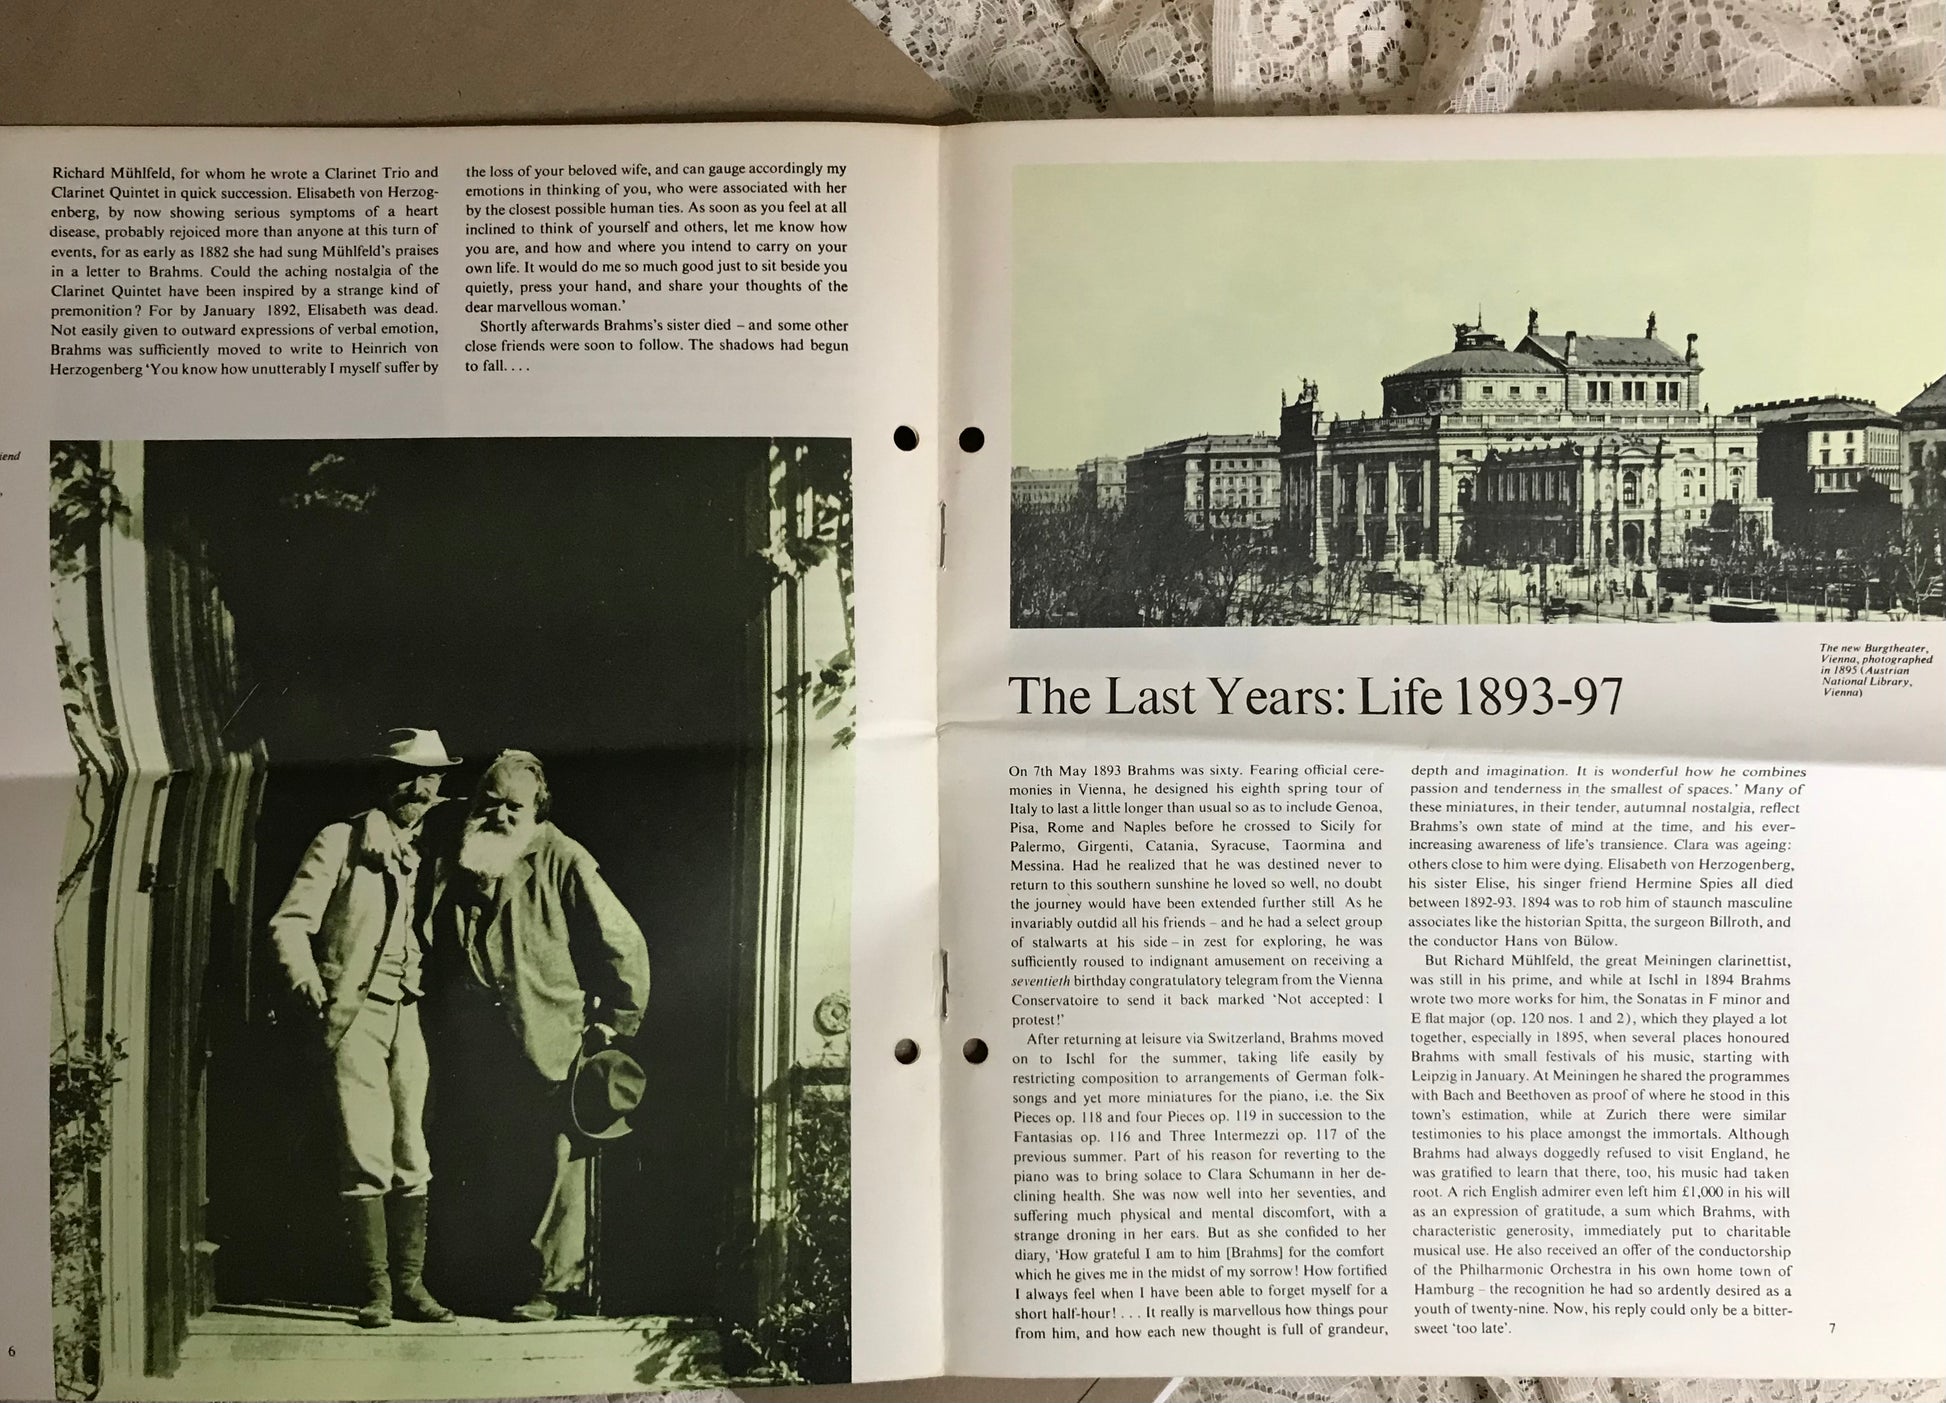 Richard Mühlfeld, for whom he wrote a Clarinet Trio and
Clarinet Quintet in quick succession. Elisabeth von Herzog-
enberg, by now showing serious symptoms of a heart
disease, probably rejoiced more than anyone at this turn of
events, for as early as 1882 she had sung Mühlfeld's praises
in a letter to Brahms. Could the aching nostalgia of the
Clarinet Quintet have been inspired by a strange kind of
premonition? For by January 1892, Elisabeth was dead.
Not easily given to outward expressions of verbal emotion,
Brahms was sufficiently moved to write to Heinrich von
Herzogenberg 'You know how unutterably I myself suffer by
the loss of your beloved wife, and can gauge accordingly my
emotions in thinking of you, who were associated with her
by the closest possible human ties. As soon as you feel at all
inclined to think of yourself and others, let me know how
you are, and how and where you intend to carry on your
own life. It would do me so much good just to sit beside you
quietly, press your hand, and share your thoughts of the
dear marvellous woman.'
Shortly afterwards Brahms's sister died – and some other
close friends were soon to follow. The shadows had begun
to fall. . . .
6
The new Burgtheater,
Vienna, photographed
in 1895 (Austrian
National Library,
Vienna)
The Last Years: Life 1893-97
On 7th May 1893 Brahms was sixty. Fearing official cere-
monies in Vienna, he designed his eighth spring tour of
Italy to last a little longer than usual so as to include Genoa,
Pisa, Rome and Naples before he crossed to Sicily for
Palermo, Girgenti, Catania, Syracuse, Taormina and
Messina. Had he realized that he was destined never to
return to this southern sunshine he loved so well, no doubt
the journey would have been extended further still As he
invariably outdid all his friends – and he had a select group
of stalwarts at his side – in zest for exploring, he was
sufficiently roused to indignant amusement on receiving a
seventieth birthday congratulatory telegram from the Vienna
Conservatoire to send it back marked 'Not accepted: I
protest!'
After returning at leisure via Switzerland, Brahms moved
on to Ischl for the summer, taking life easily by
restricting composition to arrangements of German folk-
songs and yet more miniatures for the piano, i.e. the Six
Pieces op. 118 and four Pieces op. 119 in succession to the
Fantasias op. 116 and Three Intermezzi op. 117 of the
previous summer. Part of his reason for reverting to the
piano was to bring solace to Clara Schumann in her de-
clining health. She was now well into her seventies, and
suffering much physical and mental discomfort, with a
strange droning in her ears. But as she confided to her
diary, 'How grateful I am to him [Brahms] for the comfort
which he gives me in the midst of my sorrow! How fortified
I always feel when I have been able to forget myself for a
short half-hour! . . . It really is marvellous how things pour
from him, and how each new thought is full of grandeur,
depth and imagination. It is wonderful how he combines
passion and tenderness in the smallest of spaces.' Many of
these miniatures, in their tender, autumnal nostalgia, reflect
Brahms's own state of mind at the time, and his ever-
increasing awareness of life's transience. Clara was ageing:
others close to him were dying. Elisabeth von Herzogenberg,
his sister Elise, his singer friend Hermine Spies all died
between 1892-93. 1894 was to rob him of staunch masculine
associates like the historian Spitta, the surgeon Billroth, and
the conductor Hans von Bülow.
But Richard Mühlfeld, the great Meiningen clarinettist,
was still in his prime, and while at Ischl in 1894 Brahms
wrote two more works for him, the Sonatas in F minor and
E flat major (op. 120 nos. 1 and 2), which they played a lot
together, especially in 1895, when several places honoured
Brahms with small festivals of his music, starting with
Leipzig in January. At Meiningen he shared the programmes
with Bach and Beethoven as proof of where he stood in this
town's estimation, while at Zurich there were similar
testimonies to his place amongst the immortals. Although
Brahms had always doggedly refused to visit England, he
was gratified to learn that there, too, his music had taken
root. A rich English admirer even left him £1,000 in his will
as an expression of gratitude, a sum which Brahms, with
characteristic generosity, immediately put to charitable
musical use. He also received an offer of the conductorship
of the Philharmonic Orchestra in his own home town of
Hamburg – the recognition he had so ardently desired as a
youth of twenty-nine. Now, his reply could only be a bitter-
sweet 'too late'.
7